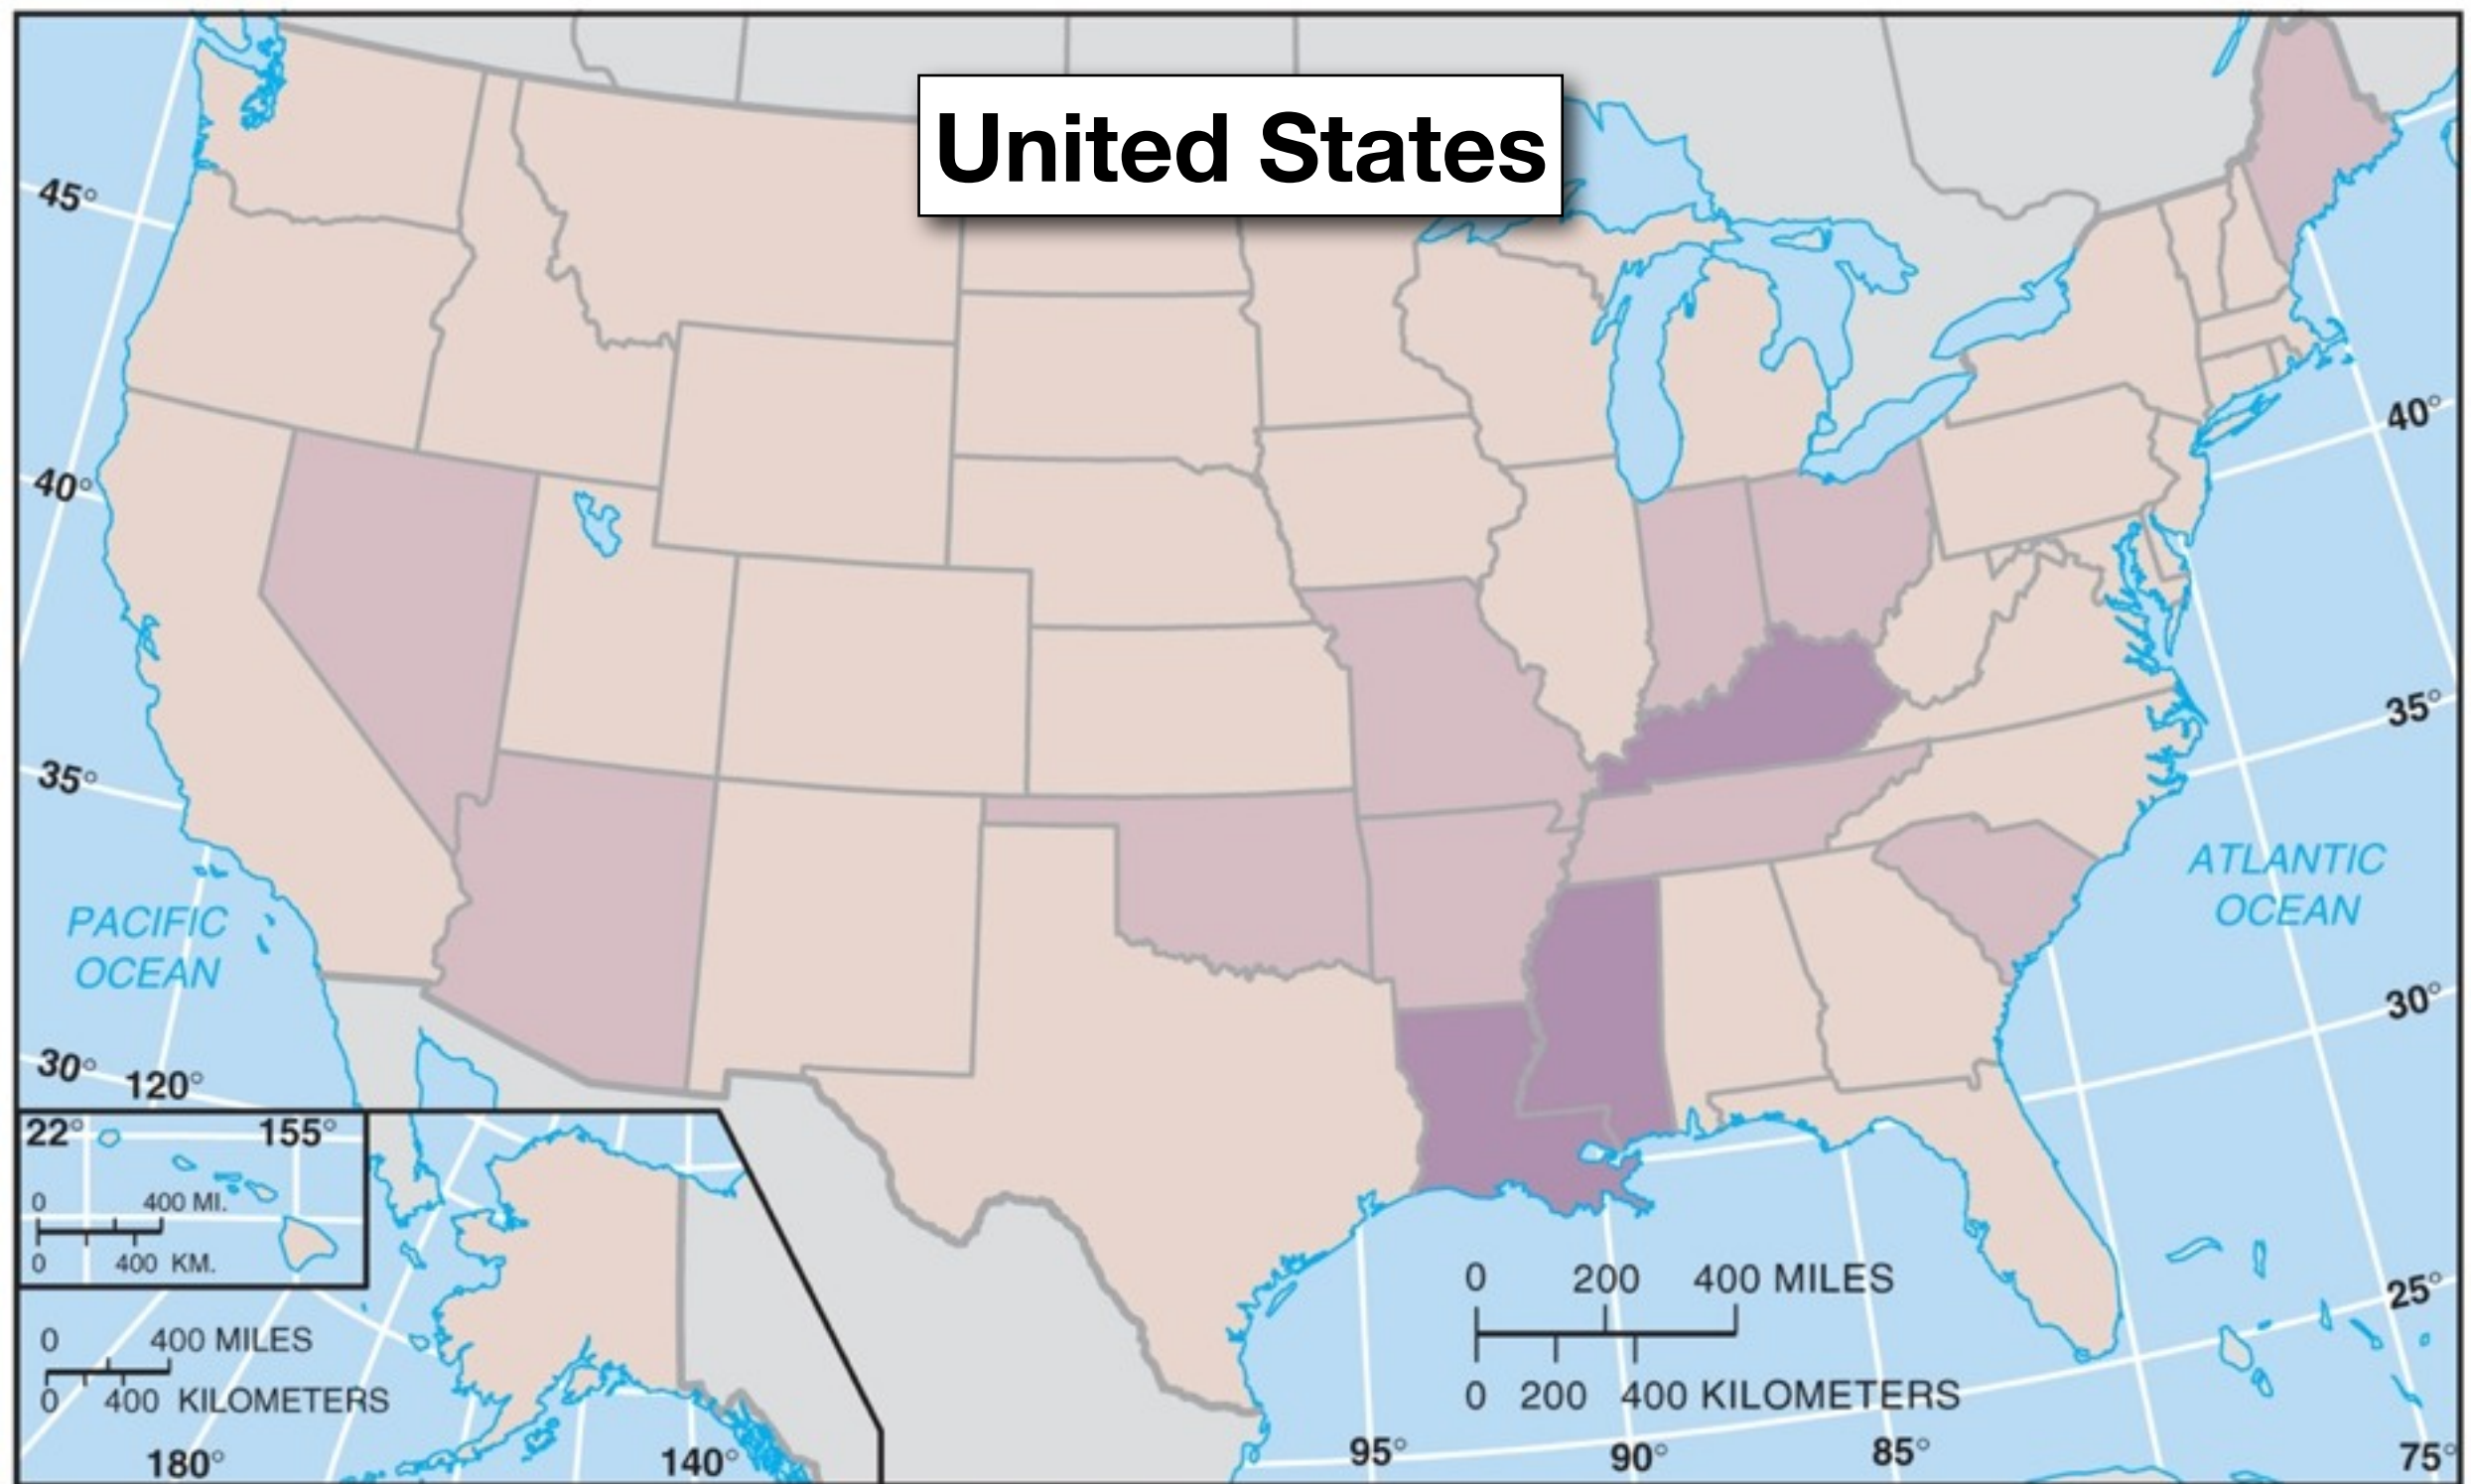 United States
45°
40°
35°
30°
120°
40°
35°
30°
25°
PACIFIC
OCEAN
ATLANTIC
OCEAN
22°
155°
0 400 MI.
0 400 KM.
0 400 MILES
0 400 KILOMETERS
180°
140°
0 200 400 MILES
0 200 400 KILOMETERS
95°
90°
85°
75°